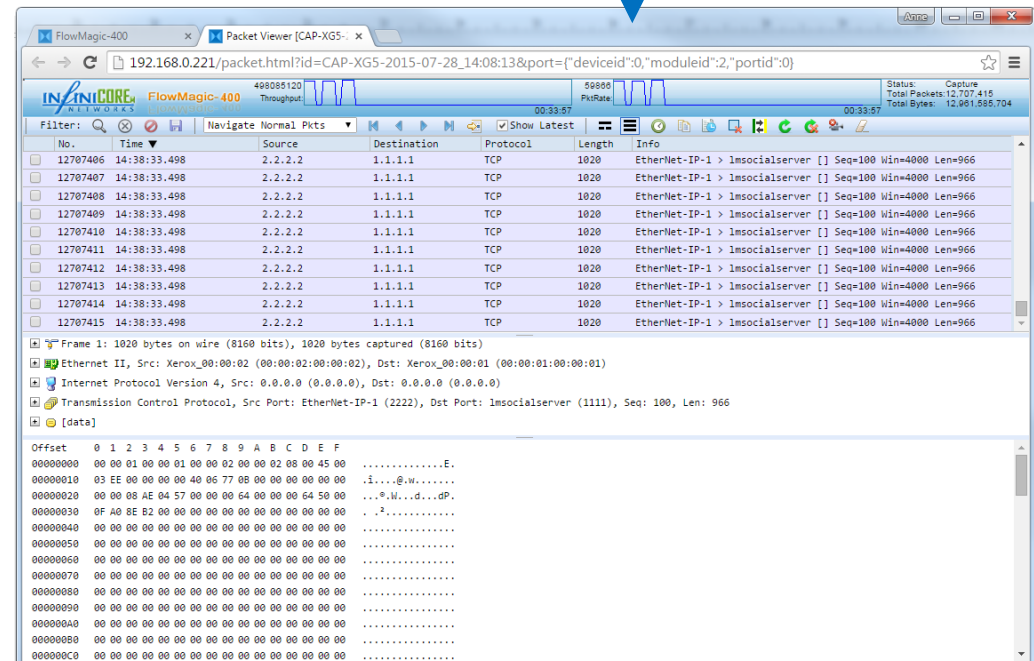 Anne
FlowMagic-400 × Packet Viewer [CAP-XG5-: ×
192.168.0.221/packet.html?id=CAP-XG5-2015-07-28_14:08:13&port={"deviceid":0,"moduleid":2,"portid":0}
INFINICORE NETWORKS FlowMagic-400
498085120
Throughput:
00:33:57
59866
PktRate:
00:33:57
Status: Capture
Total Packets:12,707,415
Total Bytes: 12,961,585,704
Filter: Navigate Normal Pkts Show Latest
No. Time ▼ Source Destination Protocol Length Info
12707406 14:38:33.498 2.2.2.2 1.1.1.1 TCP 1020 EtherNet-IP-1 > lmsocialserver [] Seq=100 Win=4000 Len=966
12707407 14:38:33.498 2.2.2.2 1.1.1.1 TCP 1020 EtherNet-IP-1 > lmsocialserver [] Seq=100 Win=4000 Len=966
12707408 14:38:33.498 2.2.2.2 1.1.1.1 TCP 1020 EtherNet-IP-1 > lmsocialserver [] Seq=100 Win=4000 Len=966
12707409 14:38:33.498 2.2.2.2 1.1.1.1 TCP 1020 EtherNet-IP-1 > lmsocialserver [] Seq=100 Win=4000 Len=966
12707410 14:38:33.498 2.2.2.2 1.1.1.1 TCP 1020 EtherNet-IP-1 > lmsocialserver [] Seq=100 Win=4000 Len=966
12707411 14:38:33.498 2.2.2.2 1.1.1.1 TCP 1020 EtherNet-IP-1 > lmsocialserver [] Seq=100 Win=4000 Len=966
12707412 14:38:33.498 2.2.2.2 1.1.1.1 TCP 1020 EtherNet-IP-1 > lmsocialserver [] Seq=100 Win=4000 Len=966
12707413 14:38:33.498 2.2.2.2 1.1.1.1 TCP 1020 EtherNet-IP-1 > lmsocialserver [] Seq=100 Win=4000 Len=966
12707414 14:38:33.498 2.2.2.2 1.1.1.1 TCP 1020 EtherNet-IP-1 > lmsocialserver [] Seq=100 Win=4000 Len=966
12707415 14:38:33.498 2.2.2.2 1.1.1.1 TCP 1020 EtherNet-IP-1 > lmsocialserver [] Seq=100 Win=4000 Len=966
Frame 1: 1020 bytes on wire (8160 bits), 1020 bytes captured (8160 bits)
Ethernet II, Src: Xerox_00:00:02 (00:00:02:00:00:02), Dst: Xerox_00:00:01 (00:00:01:00:00:01)
Internet Protocol Version 4, Src: 0.0.0.0 (0.0.0.0), Dst: 0.0.0.0 (0.0.0.0)
Transmission Control Protocol, Src Port: EtherNet-IP-1 (2222), Dst Port: lmsocialserver (1111), Seq: 100, Len: 966
[data]
Offset 0 1 2 3 4 5 6 7 8 9 A B C D E F
00000000 00 00 01 00 00 01 00 00 02 00 00 02 08 00 45 00 ..............E.
00000010 03 EE 00 00 00 00 40 06 77 0B 00 00 00 00 00 00 .î....@.w.......
00000020 00 00 08 AE 04 57 00 00 00 64 00 00 00 64 50 00 ...®.W...d...dP.
00000030 0F A0 8E B2 00 00 00 00 00 00 00 00 00 00 00 00 . .²............
00000040 00 00 00 00 00 00 00 00 00 00 00 00 00 00 00 00 ................
00000050 00 00 00 00 00 00 00 00 00 00 00 00 00 00 00 00 ................
00000060 00 00 00 00 00 00 00 00 00 00 00 00 00 00 00 00 ................
00000070 00 00 00 00 00 00 00 00 00 00 00 00 00 00 00 00 ................
00000080 00 00 00 00 00 00 00 00 00 00 00 00 00 00 00 00 ................
00000090 00 00 00 00 00 00 00 00 00 00 00 00 00 00 00 00 ................
000000A0 00 00 00 00 00 00 00 00 00 00 00 00 00 00 00 00 ................
000000B0 00 00 00 00 00 00 00 00 00 00 00 00 00 00 00 00 ................
000000C0 00 00 00 00 00 00 00 00 00 00 00 00 00 00 00 00 ................